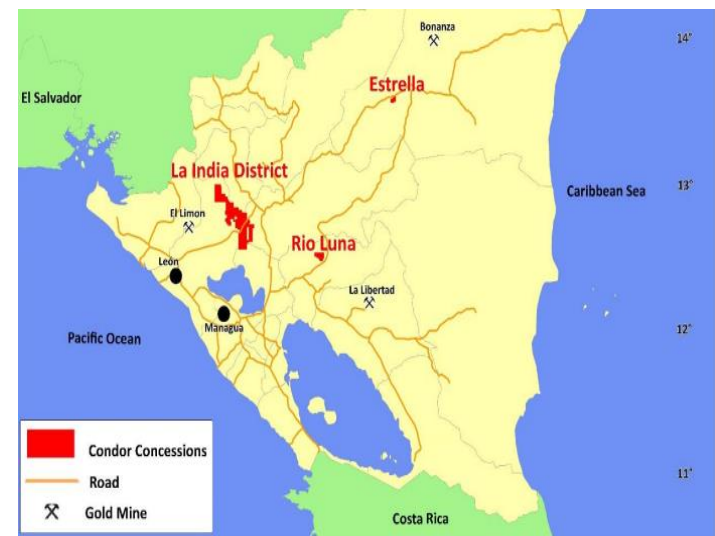 Bonanza
14°
Estrella
El Salvador
La India District
13°
Caribbean Sea
El Limon
Rio Luna
León
La Libertad
Managua
12°
Pacific Ocean
Condor Concessions
Road
11°
Gold Mine
Costa Rica